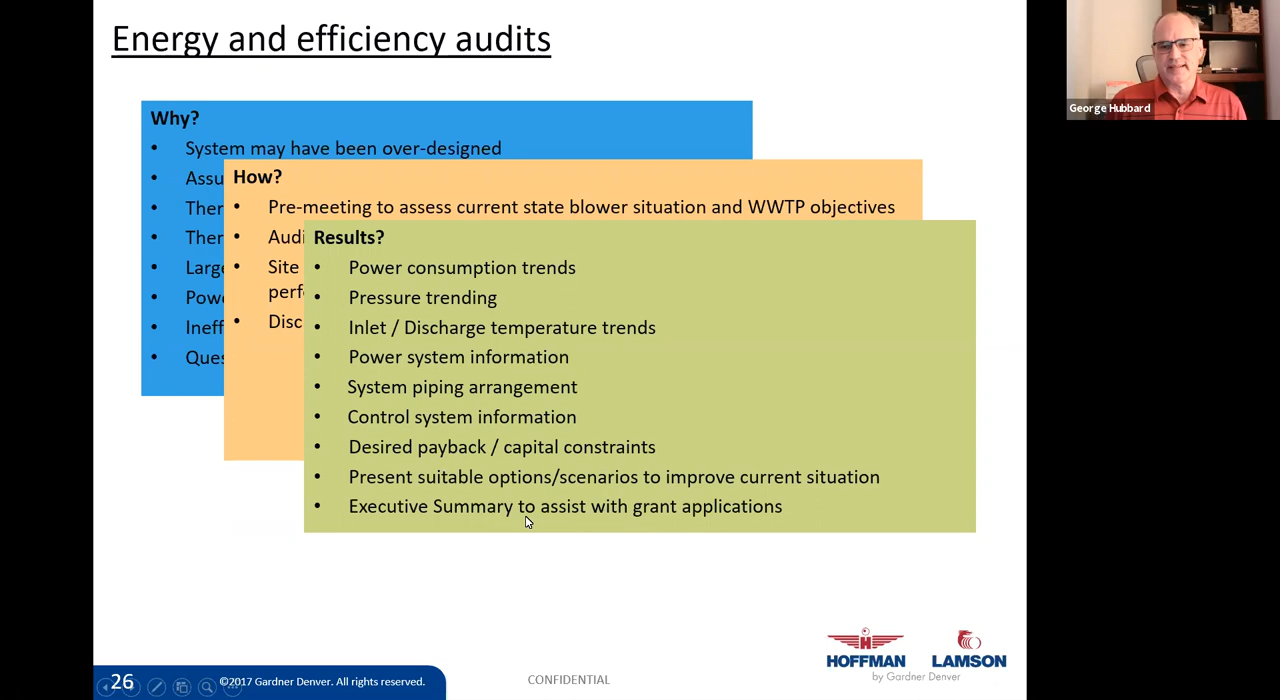 Energy and efficiency audits
George Hubbard
Why?
• System may have been over-designed
• Assu
• Ther
• Ther
• Large
• Powe
• Ineff
• Ques
How?
• Pre-meeting to assess current state blower situation and WWTP objectives
• Audi
• Site
perfo
• Disc
Results?
• Power consumption trends
• Pressure trending
• Inlet / Discharge temperature trends
• Power system information
• System piping arrangement
• Control system information
• Desired payback / capital constraints
• Present suitable options/scenarios to improve current situation
• Executive Summary to assist with grant applications
HOFFMAN LAMSON
by Gardner Denver
26 ©2017 Gardner Denver. All rights reserved. CONFIDENTIAL